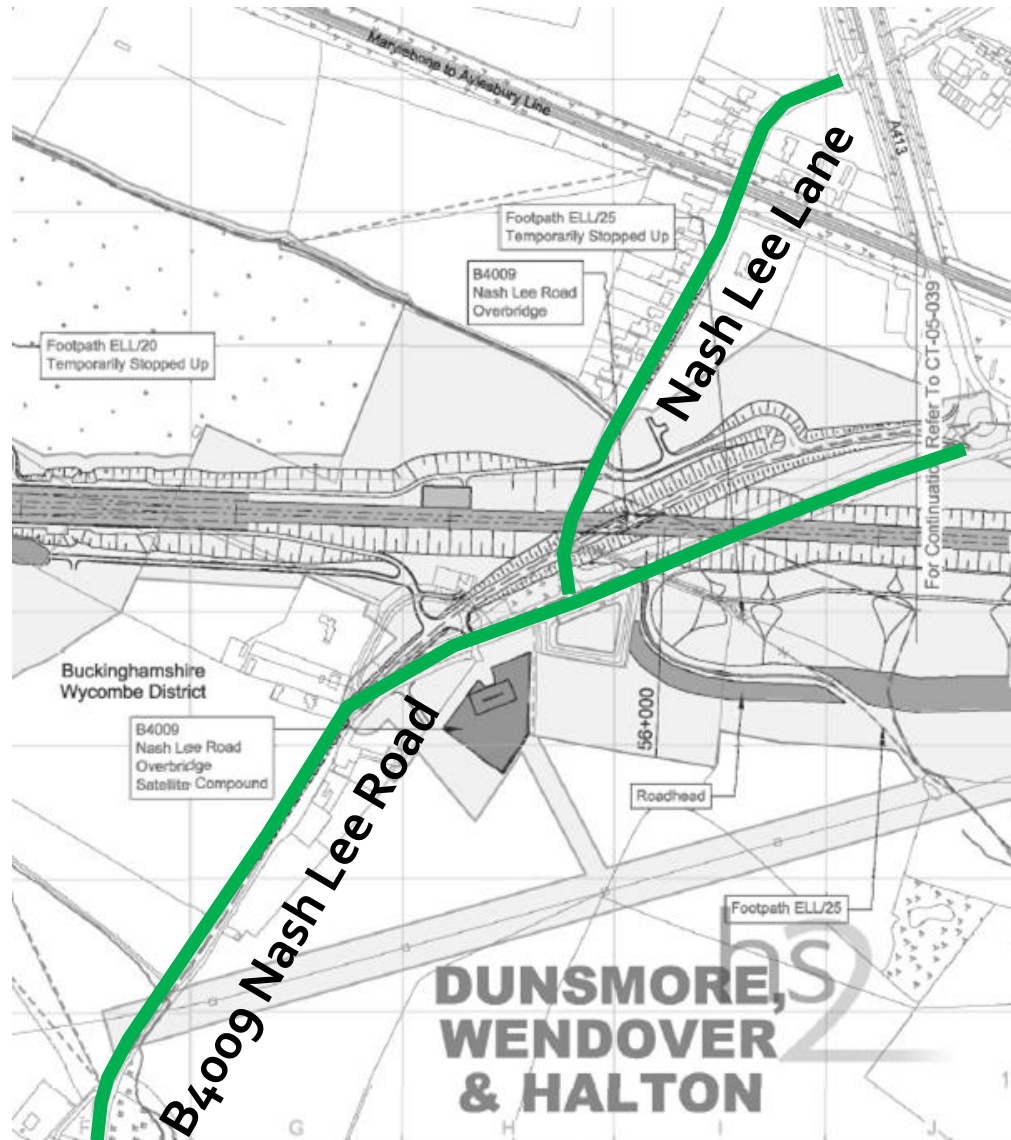 Marylebone to Aylesbury Line
A413
Nash Lee Lane
Footpath ELL/25
Temporarily Stopped Up
B4009
Nash Lee Road
Overbridge
Footpath ELL/20
Temporarily Stopped Up
For Continuation Refer To CT-05-039
Buckinghamshire
Wycombe District
B4009
Nash Lee Road
Overbridge
Satellite Compound
B4009 Nash Lee Road
56+000
Roadhead
Footpath ELL/25
hs2
DUNSMORE,
WENDOVER
& HALTON
F
G
H
I
J
1